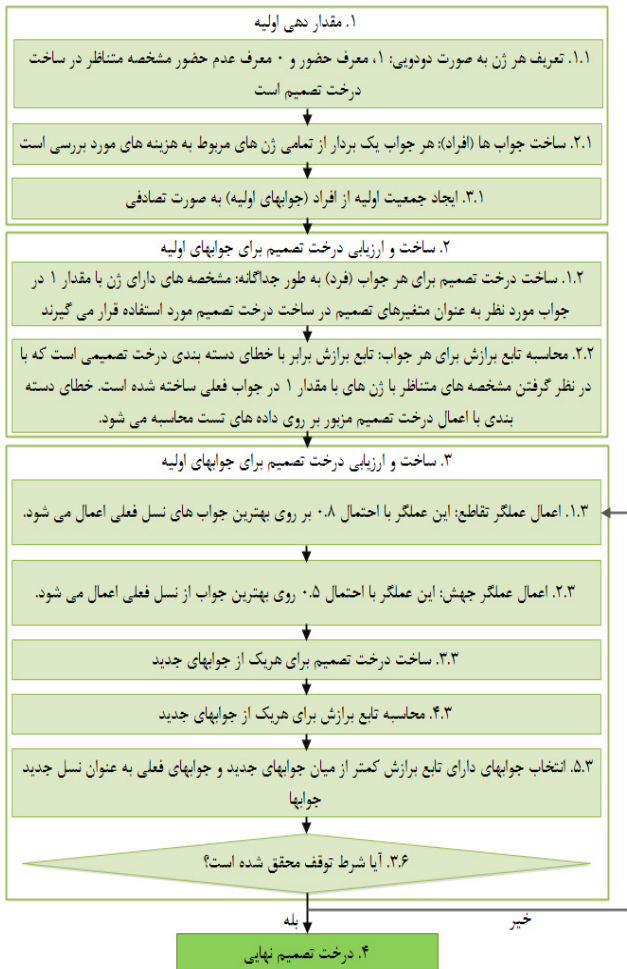 ۱. مقدار دهی اولیه
۱.۱. تعریف هر ژن به صورت دودویی: ۱، معرف حضور و ۰ معرف عدم حضور مشخصه متناظر در ساخت
درخت تصمیم است
۲.۱. ساخت جواب ها (افراد): هر جواب یک بردار از تمامی ژن های مربوط به هزینه های مورد بررسی است
۳.۱. ایجاد جمعیت اولیه از افراد (جوابهای اولیه) به صورت تصادفی
۲. ساخت و ارزیابی درخت تصمیم برای جوابهای اولیه
۱.۲. ساخت درخت تصمیم برای هر جواب (فرد) به طور جداگانه: مشخصه های دارای ژن با مقدار ۱ در
جواب مورد نظر به عنوان متغیرهای تصمیم در ساخت درخت تصمیم مورد استفاده قرار می گیرند
۲.۲. محاسبه تابع برازش برای هر جواب: تابع برازش برابر با خطای دسته بندی درخت تصمیمی است که با
در نظر گرفتن مشخصه های متناظر با ژن های با مقدار ۱ در جواب فعلی ساخته شده است. خطای دسته
بندی با اعمال درخت تصمیم مزبور بر روی داده های تست محاسبه می شود.
۳. ساخت و ارزیابی درخت تصمیم برای جوابهای اولیه
۱.۳. اعمال عملگر تقاطع: این عملگر با احتمال ۰.۸ بر روی بهترین جواب های نسل فعلی اعمال می شود.
۲.۳. اعمال عملگر جهش: این عملگر با احتمال ۰.۵ روی بهترین جواب از نسل فعلی اعمال می شود.
۳.۳. ساخت درخت تصمیم برای هریک از جوابهای جدید
۴.۳. محاسبه تابع برازش برای هریک از جوابهای جدید
۵.۳. انتخاب جوابهای دارای تابع برازش کمتر از میان جوابهای جدید و جوابهای فعلی به عنوان نسل جدید
جوابها
۳.۶. آیا شرط توقف محقق شده است؟
بله
خیر
۴. درخت تصمیم نهایی